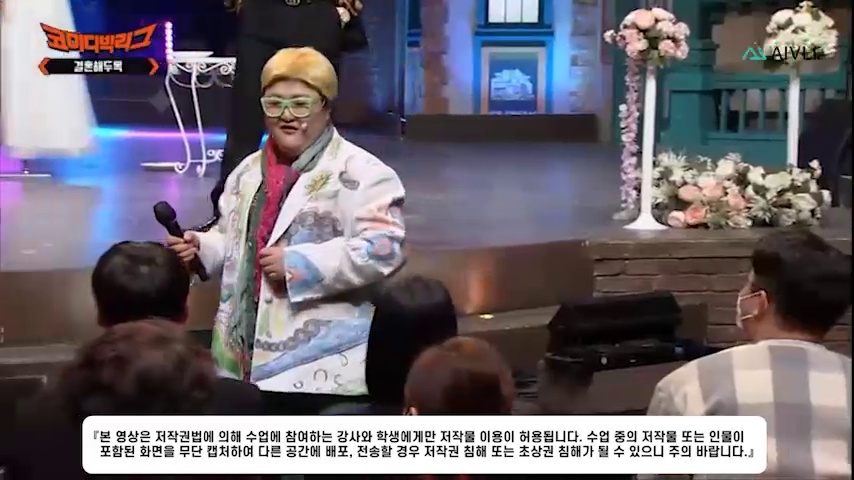 코미디빅리그
결혼해두목
AIVLE
『본 영상은 저작권법에 의해 수업에 참여하는 강사와 학생에게만 저작물 이용이 허용됩니다. 수업 중의 저작물 또는 인물이
포함된 화면을 무단 캡처하여 다른 공간에 배포, 전송할 경우 저작권 침해 또는 초상권 침해가 될 수 있으니 주의 바랍니다.』